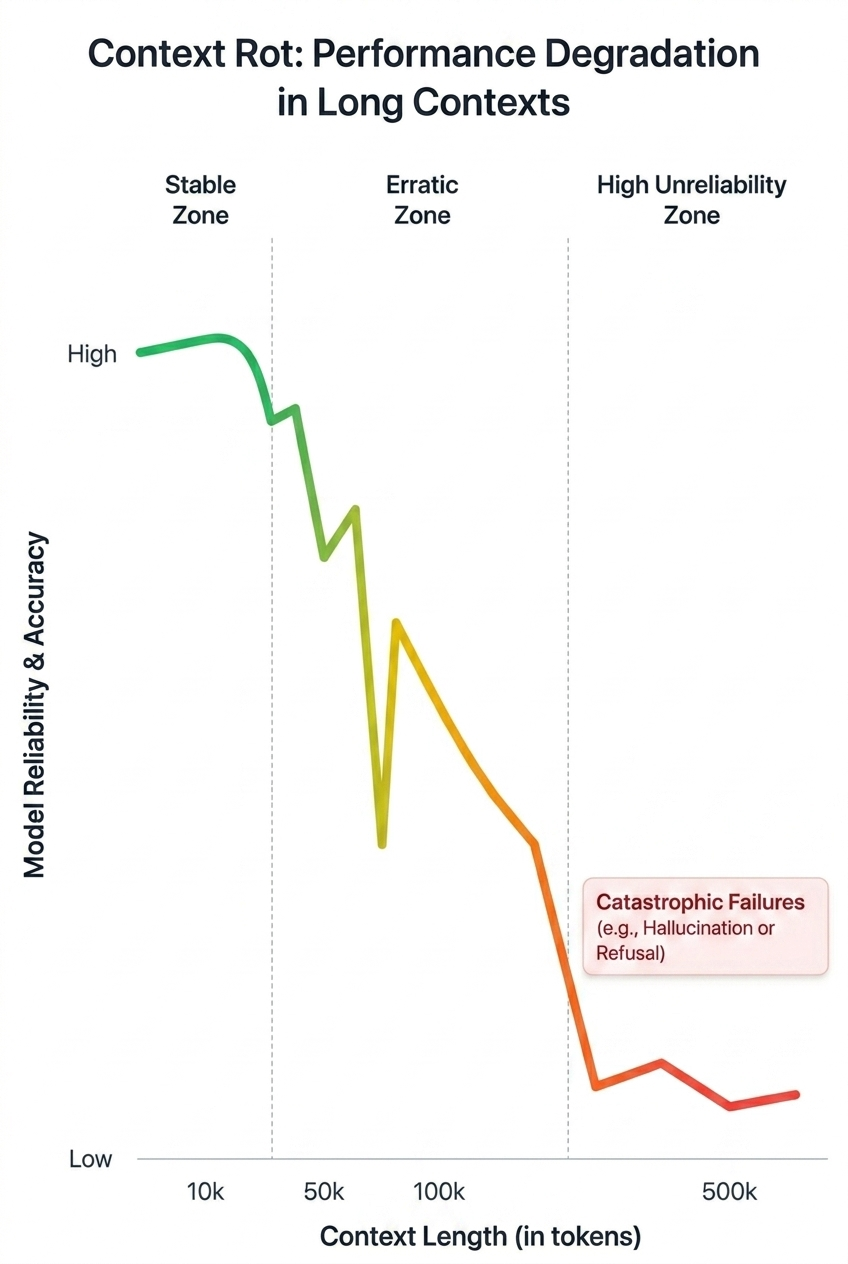 Context Rot: Performance Degradation
in Long Contexts
Stable
Zone
Erratic
Zone
High Unreliability
Zone
High
Model Reliability & Accuracy
Catastrophic Failures
(e.g., Hallucination or
Refusal)
Low
10k
50k
100k
500k
Context Length (in tokens)